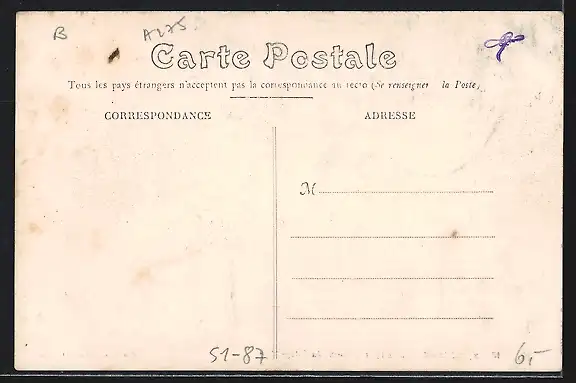 B
A275
Carte Postale
Tous les pays étrangers n'acceptent pas la correspondance au recto (Se renseigner la Poste)
CORRESPONDANCE
ADRESSE
M
51-87
6,-